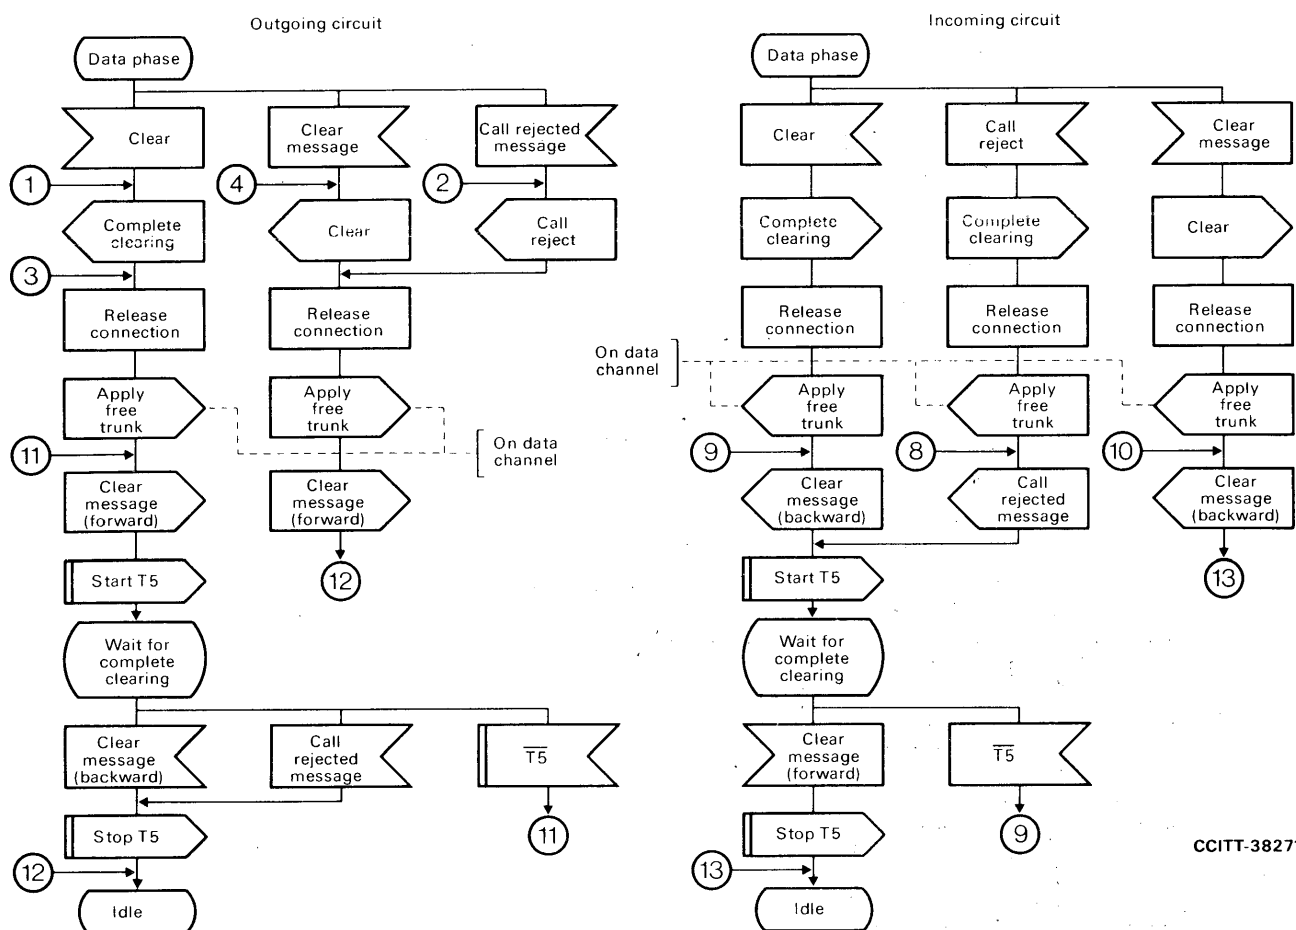 Outgoing circuit
Data phase
Clear
Clear
message
Call rejected
message
1
4
2
Complete
clearing
Clear
Call
reject
3
Release
connection
Release
connection
Apply
free
trunk
Apply
free
trunk
On data
channel
11
Clear
message
(forward)
Clear
message
(forward)
Start T5
12
Wait for
complete
clearing
Clear
message
(backward)
Call
rejected
message
T5
Stop T5
11
12
Idle
Incoming circuit
Data phase
Clear
Call
reject
Clear
message
Complete
clearing
Complete
clearing
Clear
Release
connection
Release
connection
Release
connection
On data
channel
Apply
free
trunk
Apply
free
trunk
Apply
free
trunk
9
8
10
Clear
message
(backward)
Call
rejected
message
Clear
message
(backward)
Start T5
13
Wait for
complete
clearing
Clear
message
(forward)
T5
Stop T5
9
13
Idle